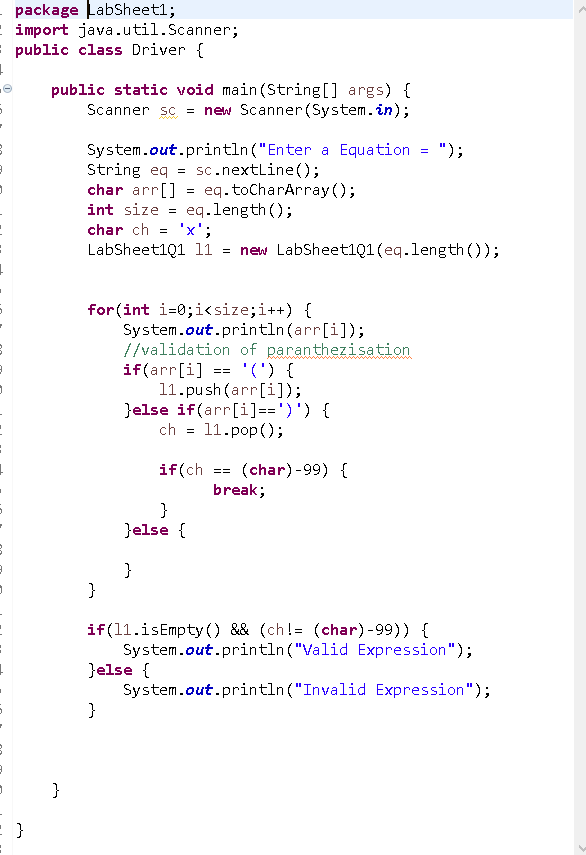 package LabSheet1;
import java.util.Scanner;
public class Driver {
public static void main(String[] args) {
Scanner sc = new Scanner(System.in);
System.out.println("Enter a Equation = ");
String eq = sc.nextLine();
char arr[] = eq.toCharArray();
int size = eq.length();
char ch = 'x';
LabSheet1Q1 l1 = new LabSheet1Q1(eq.length());
for(int i=0;i<size;i++) {
System.out.println(arr[i]);
//validation of paranthezisation
if(arr[i] == '(') {
l1.push(arr[i]);
}else if(arr[i]==')') {
ch = l1.pop();
if(ch == (char)-99) {
break;
}
}else {
}
}
if(l1.isEmpty() && (ch!= (char)-99)) {
System.out.println("Valid Expression");
}else {
System.out.println("Invalid Expression");
}
}
}